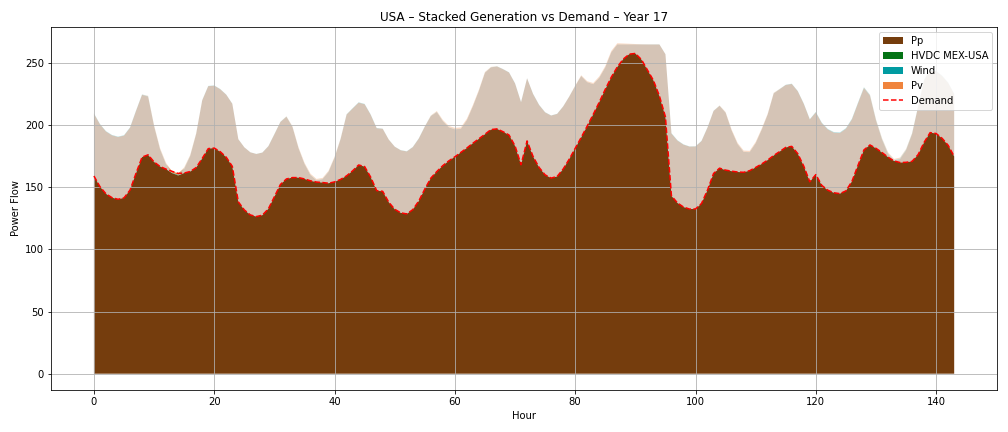 USA – Stacked Generation vs Demand – Year 17
Pp
HVDC MEX-USA
Wind
Pv
Demand
Power Flow
250
200
150
100
50
0
0 20 40 60 80 100 120 140
Hour